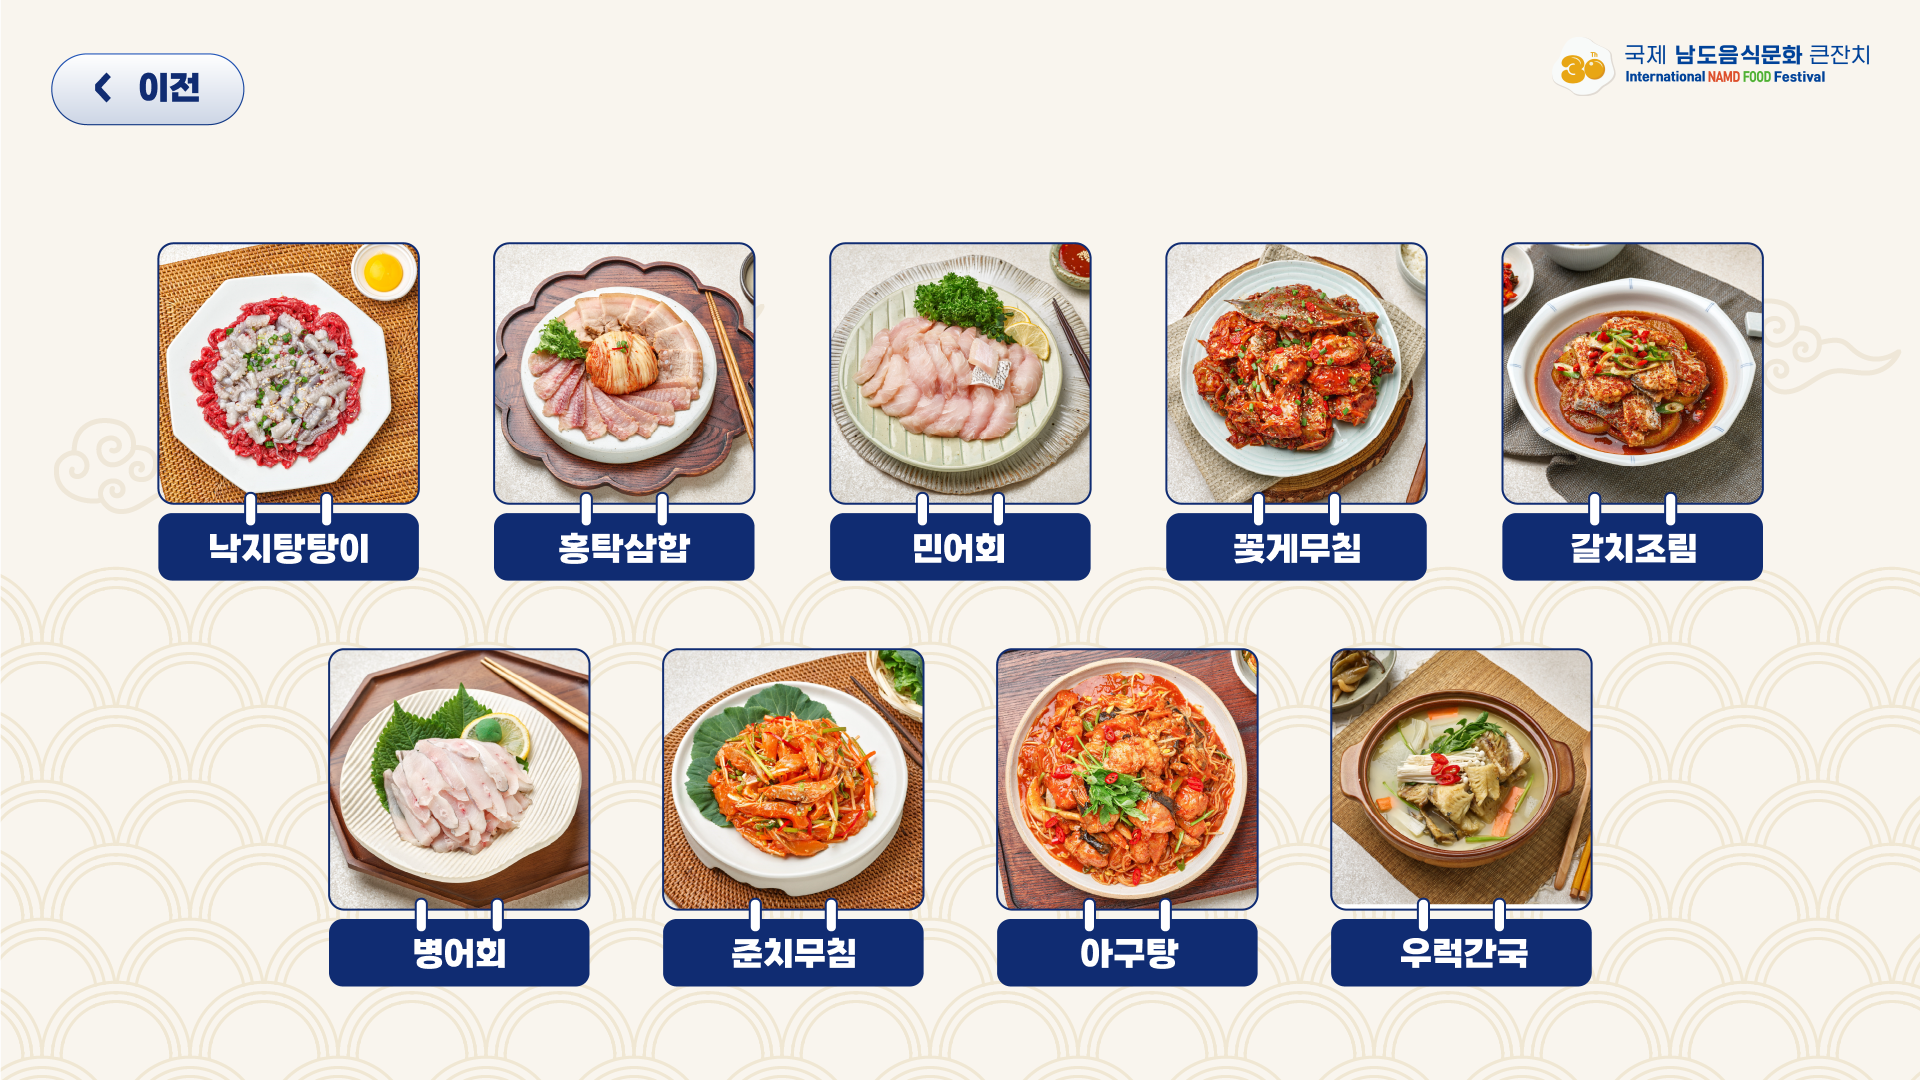 이전
30Th
국제 남도음식문화 큰잔치
International NAMD FOOD Festival
낙지탕탕이
홍탁삼합
민어회
꽃게무침
갈치조림
병어회
준치무침
아구탕
우럭간국